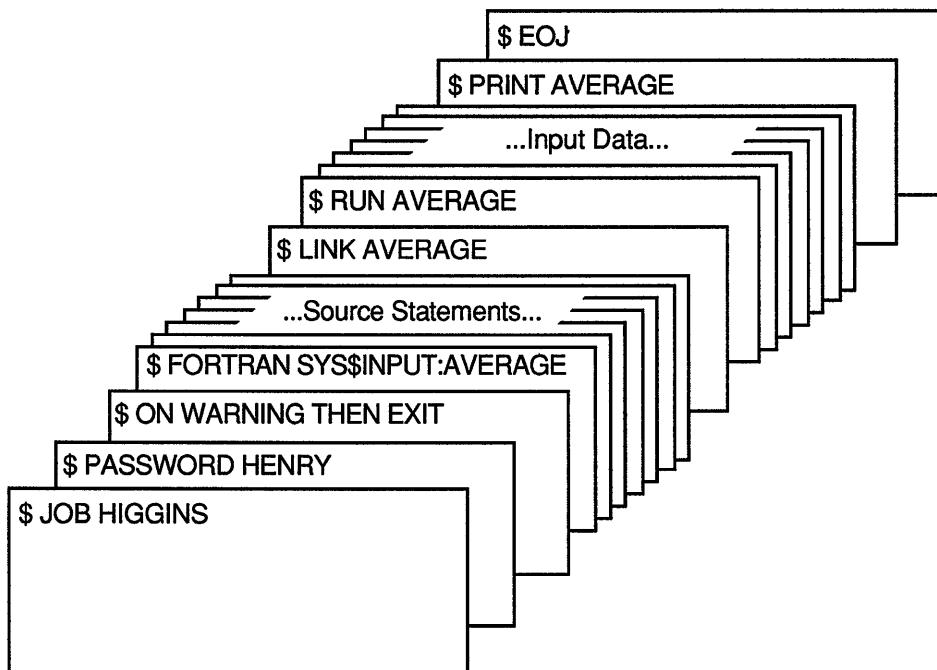 $ EOJ
$ PRINT AVERAGE
...Input Data...
$ RUN AVERAGE
$ LINK AVERAGE
...Source Statements...
$ FORTRAN SYS$INPUT:AVERAGE
$ ON WARNING THEN EXIT
$ PASSWORD HENRY
$ JOB HIGGINS